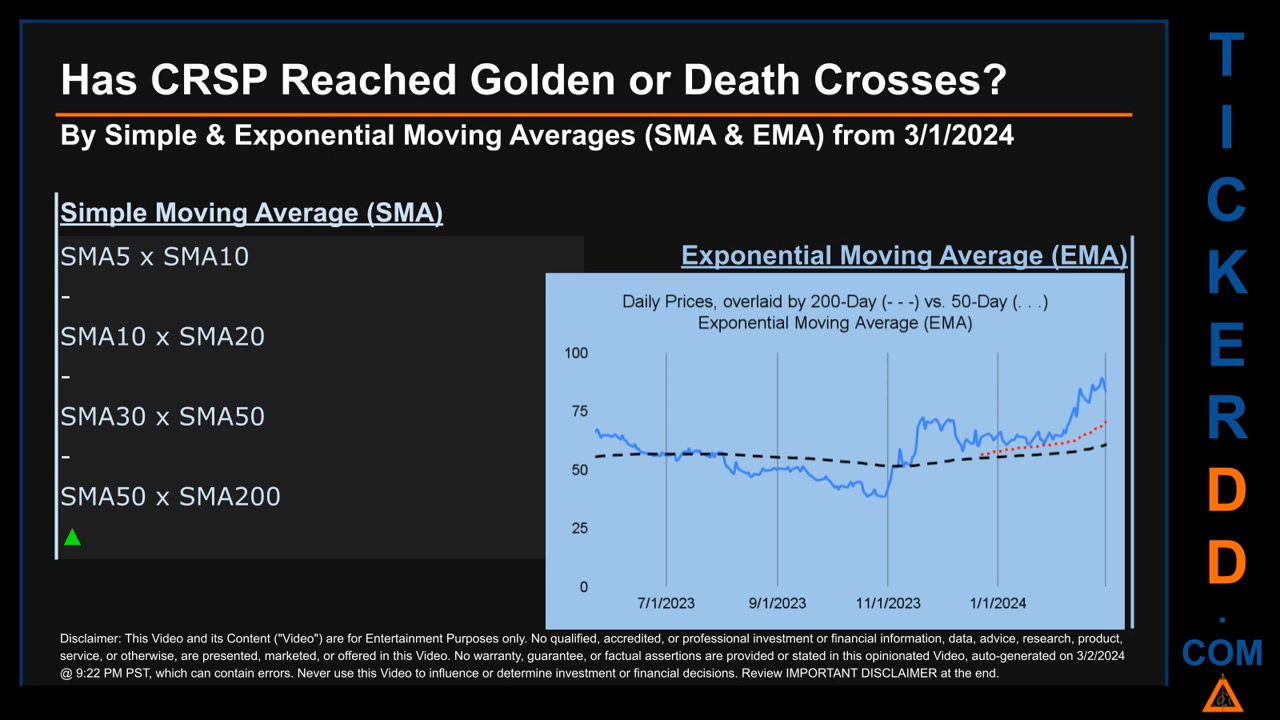 Has CRSP Reached Golden or Death Crosses?
By Simple & Exponential Moving Averages (SMA & EMA) from 3/1/2024
Simple Moving Average (SMA)
SMA5 x SMA10
-
SMA10 x SMA20
-
SMA30 x SMA50
-
SMA50 x SMA200
▲
Exponential Moving Average (EMA)
Daily Prices, overlaid by 200-Day (- - -) vs. 50-Day (. . .)
Exponential Moving Average (EMA)
100
75
50
25
0
7/1/2023 9/1/2023 11/1/2023 1/1/2024
Disclaimer: This Video and its Content ("Video") are for Entertainment Purposes only. No qualified, accredited, or professional investment or financial information, data, advice, research, product,
service, or otherwise, are presented, marketed, or offered in this Video. No warranty, guarantee, or factual assertions are provided or stated in this opinionated Video, auto-generated on 3/2/2024
@ 9:22 PM PST, which can contain errors. Never use this Video to influence or determine investment or financial decisions. Review IMPORTANT DISCLAIMER at the end.
T
I
C
K
E
R
D
D
.
COM